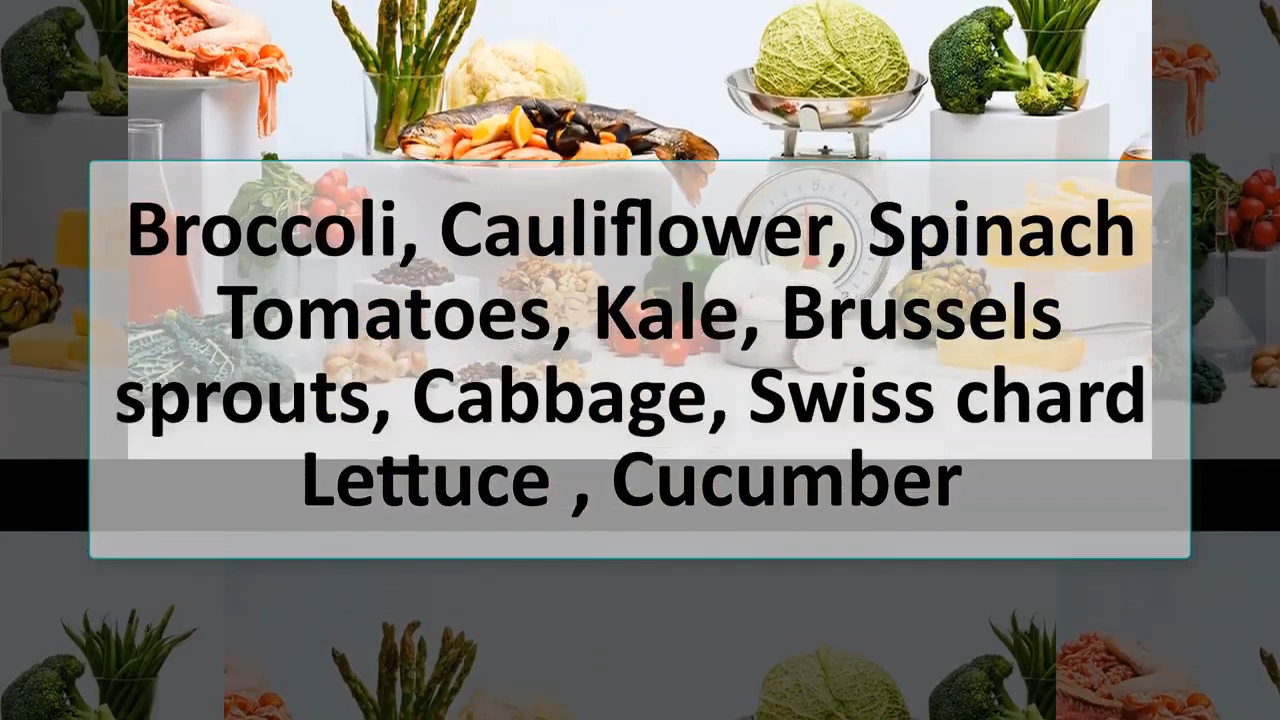 Broccoli, Cauliflower, Spinach
Tomatoes, Kale, Brussels
sprouts, Cabbage, Swiss chard
Lettuce , Cucumber